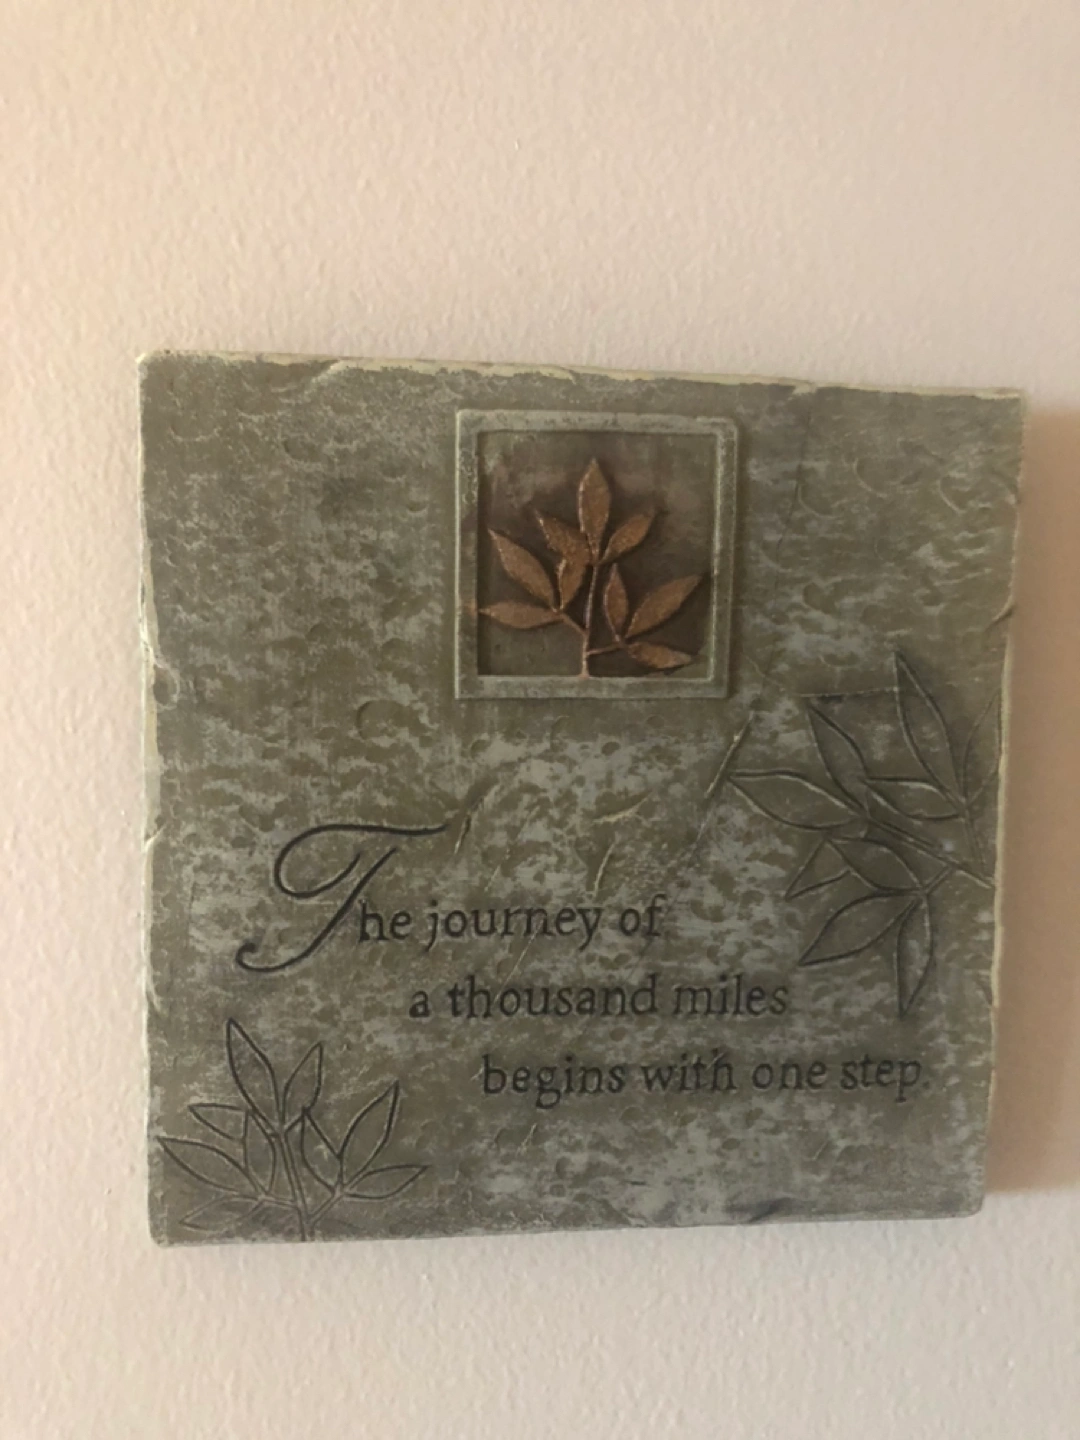 The journey of
a thousand miles
begins with one step.